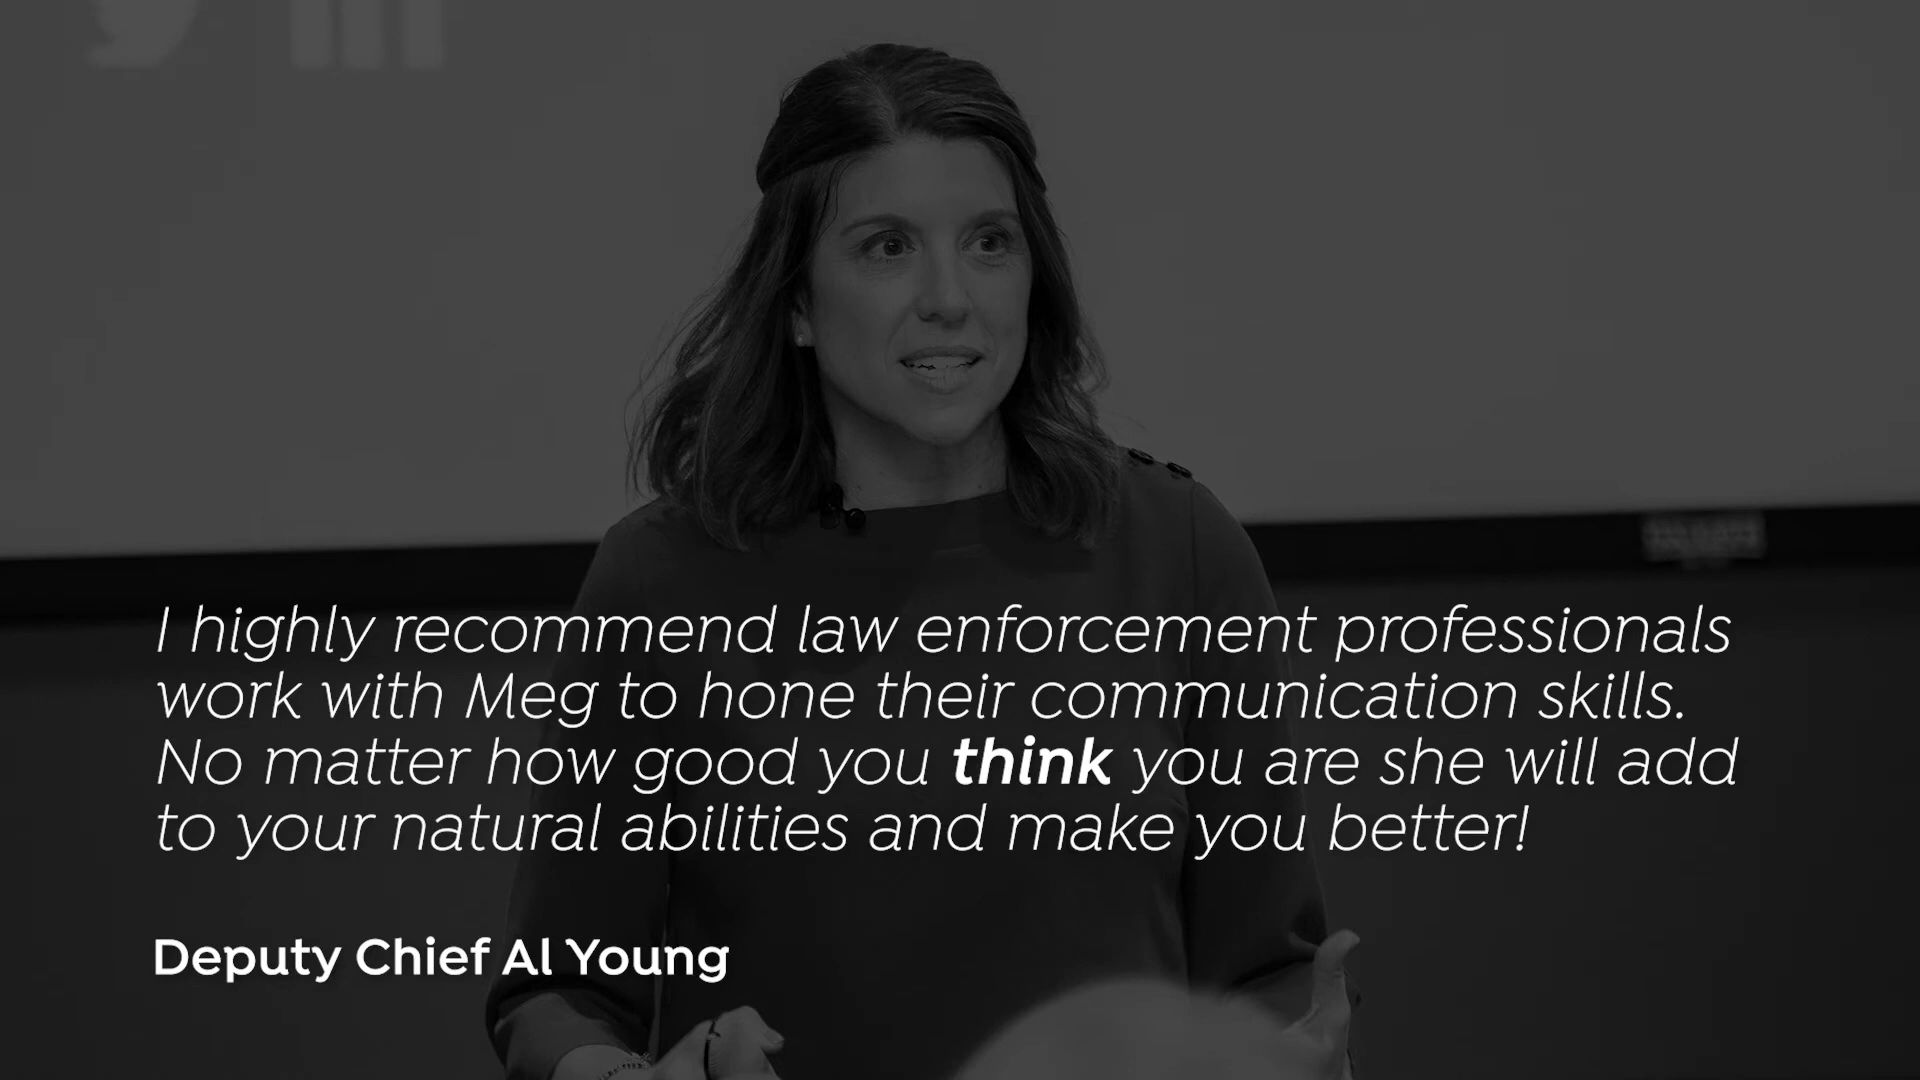 I highly recommend law enforcement professionals
work with Meg to hone their communication skills.
No matter how good you think you are she will add
to your natural abilities and make you better!
Deputy Chief Al Young